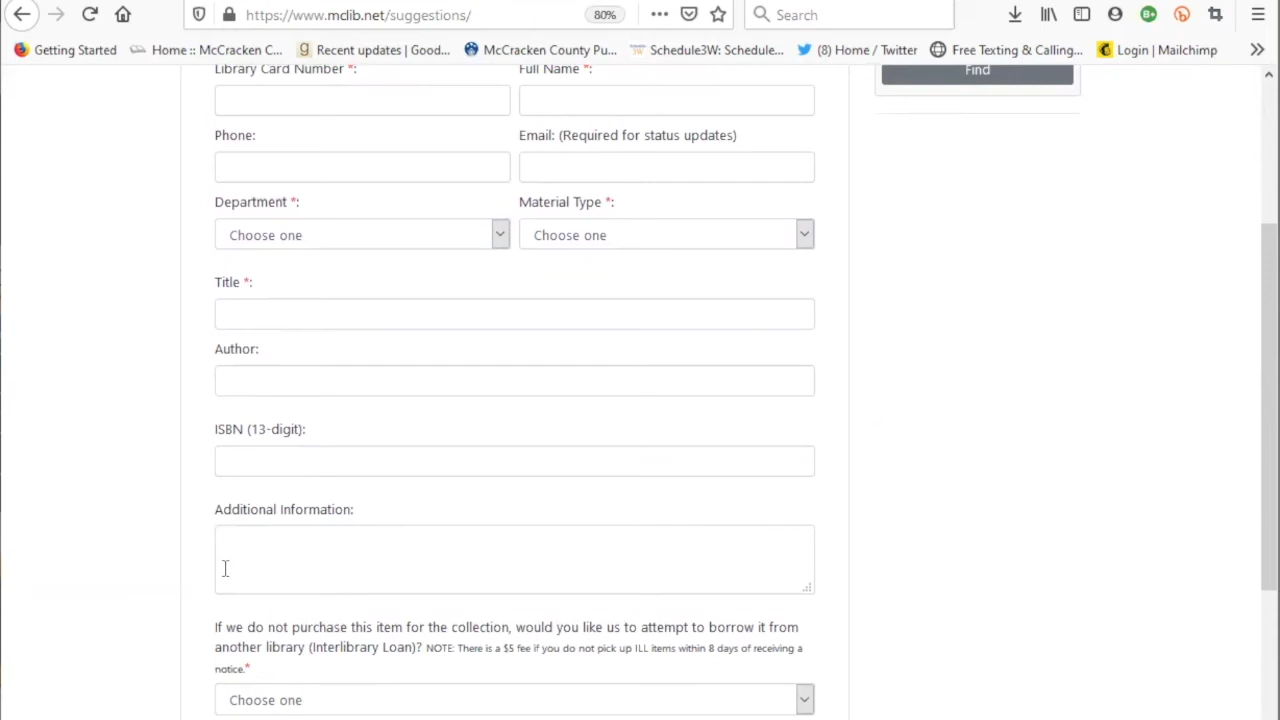 https://www.mclib.net/suggestions/ 80% Search
Getting Started Home :: McCracken C... Recent updates | Good... McCracken County Pu... Schedule3W: Schedule... (8) Home / Twitter Free Texting & Calling... Login | Mailchimp
Library Card Number *: Full Name *: Find
Phone: Email: (Required for status updates)
Department *: Material Type *:
Choose one Choose one
Title *:
Author:
ISBN (13-digit):
Additional Information:
If we do not purchase this item for the collection, would you like us to attempt to borrow it from
another library (Interlibrary Loan)? NOTE: There is a $5 fee if you do not pick up ILL items within 8 days of receiving a
notice.*
Choose one